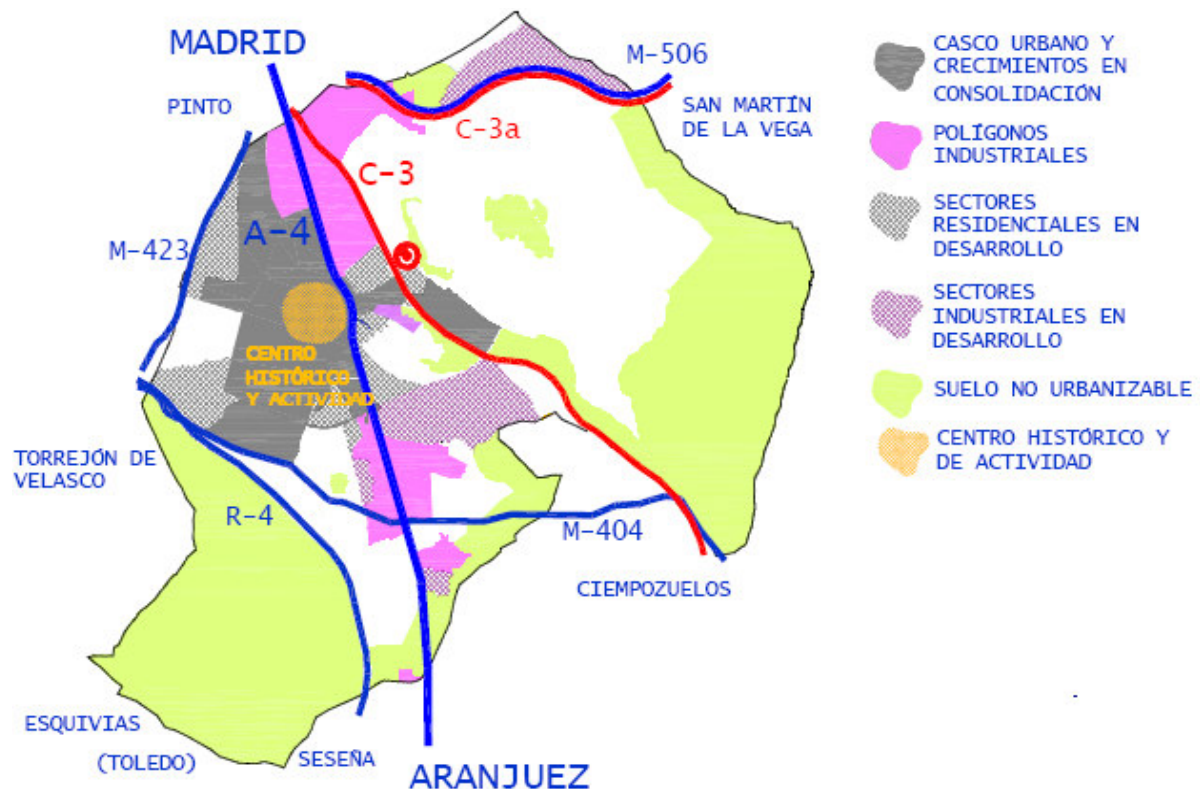 MADRID
M-506
PINTO
SAN MARTÍN
DE LA VEGA
C-3a
C-3
A-4
M-423
CENTRO
HISTÓRICO
Y ACTIVIDAD
TORREJÓN DE
VELASCO
R-4
M-404
CIEMPOZUELOS
ESQUIVIAS
(TOLEDO)
SESEÑA
ARANJUEZ
CASCO URBANO Y
CRECIMIENTOS EN
CONSOLIDACIÓN
POLÍGONOS
INDUSTRIALES
SECTORES
RESIDENCIALES EN
DESARROLLO
SECTORES
INDUSTRIALES EN
DESARROLLO
SUELO NO URBANIZABLE
CENTRO HISTÓRICO Y
DE ACTIVIDAD